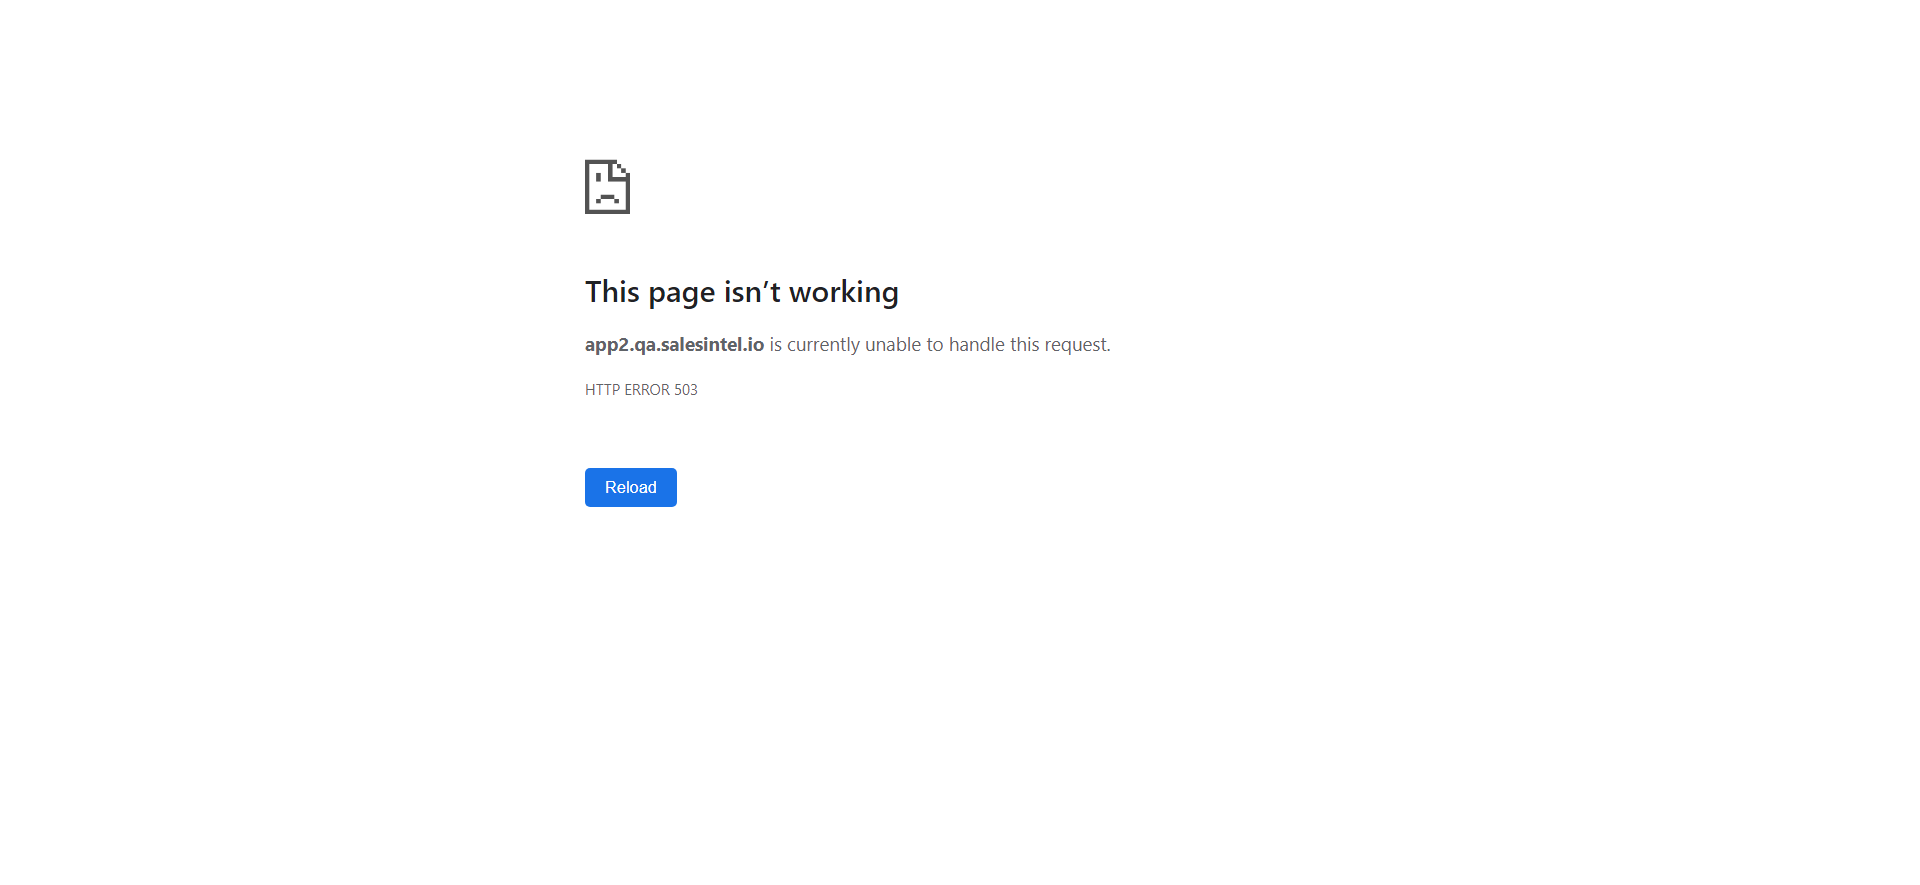 This page isn’t working
app2.qa.salesintel.io is currently unable to handle this request.
HTTP ERROR 503
Reload